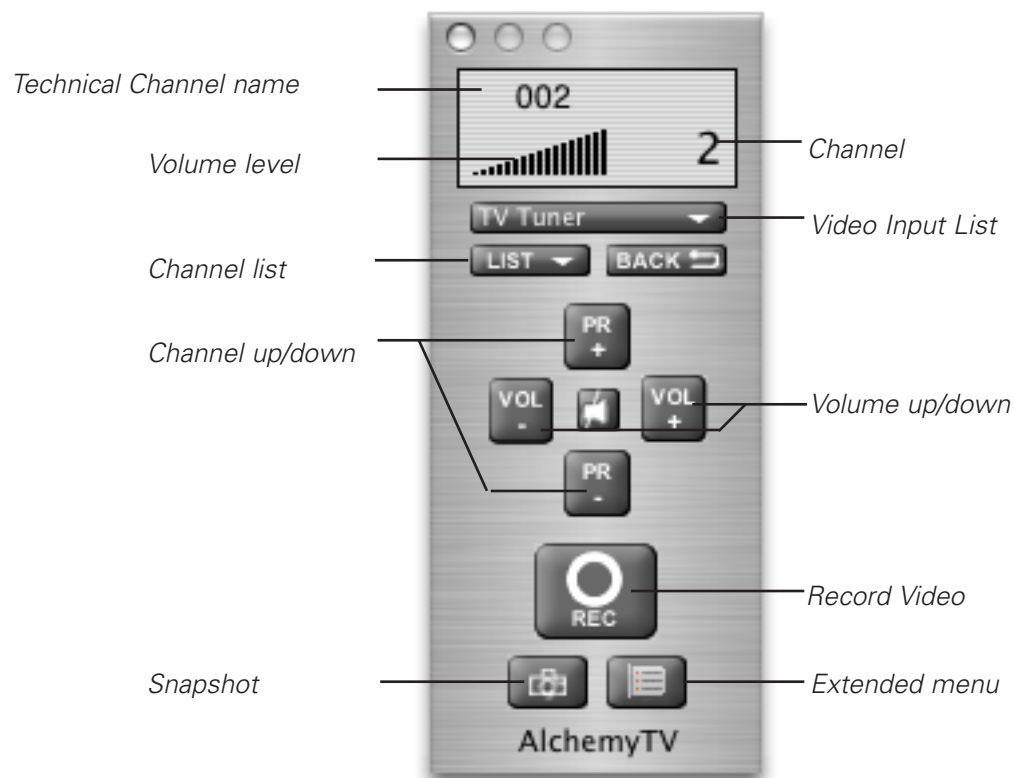 Technical Channel name
002
Volume level
2
Channel
TV Tuner
Video Input List
Channel list
LIST
BACK
PR
+
Channel up/down
VOL
-
VOL
+
Volume up/down
PR
-
REC
Record Video
Snapshot
Extended menu
AlchemyTV